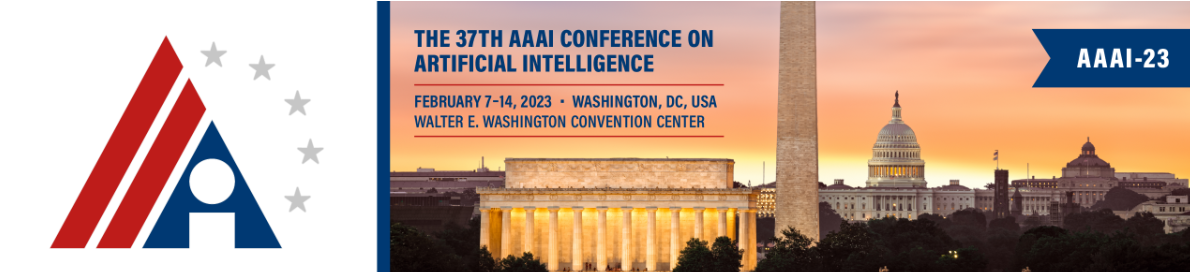 THE 37TH AAAI CONFERENCE ON
ARTIFICIAL INTELLIGENCE
FEBRUARY 7-14, 2023 • WASHINGTON, DC, USA
WALTER E. WASHINGTON CONVENTION CENTER
AAAI-23